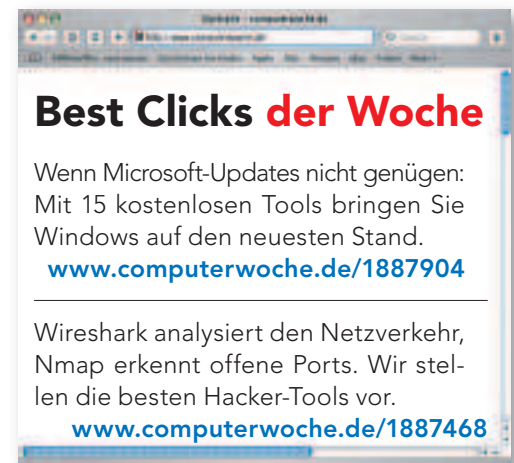 Best Clicks der Woche
Wenn Microsoft-Updates nicht genügen:
Mit 15 kostenlosen Tools bringen Sie
Windows auf den neuesten Stand.
www.computerwoche.de/1887904
Wireshark analysiert den Netzverkehr,
Nmap erkennt offene Ports. Wir stel-
len die besten Hacker-Tools vor.
www.computerwoche.de/1887468